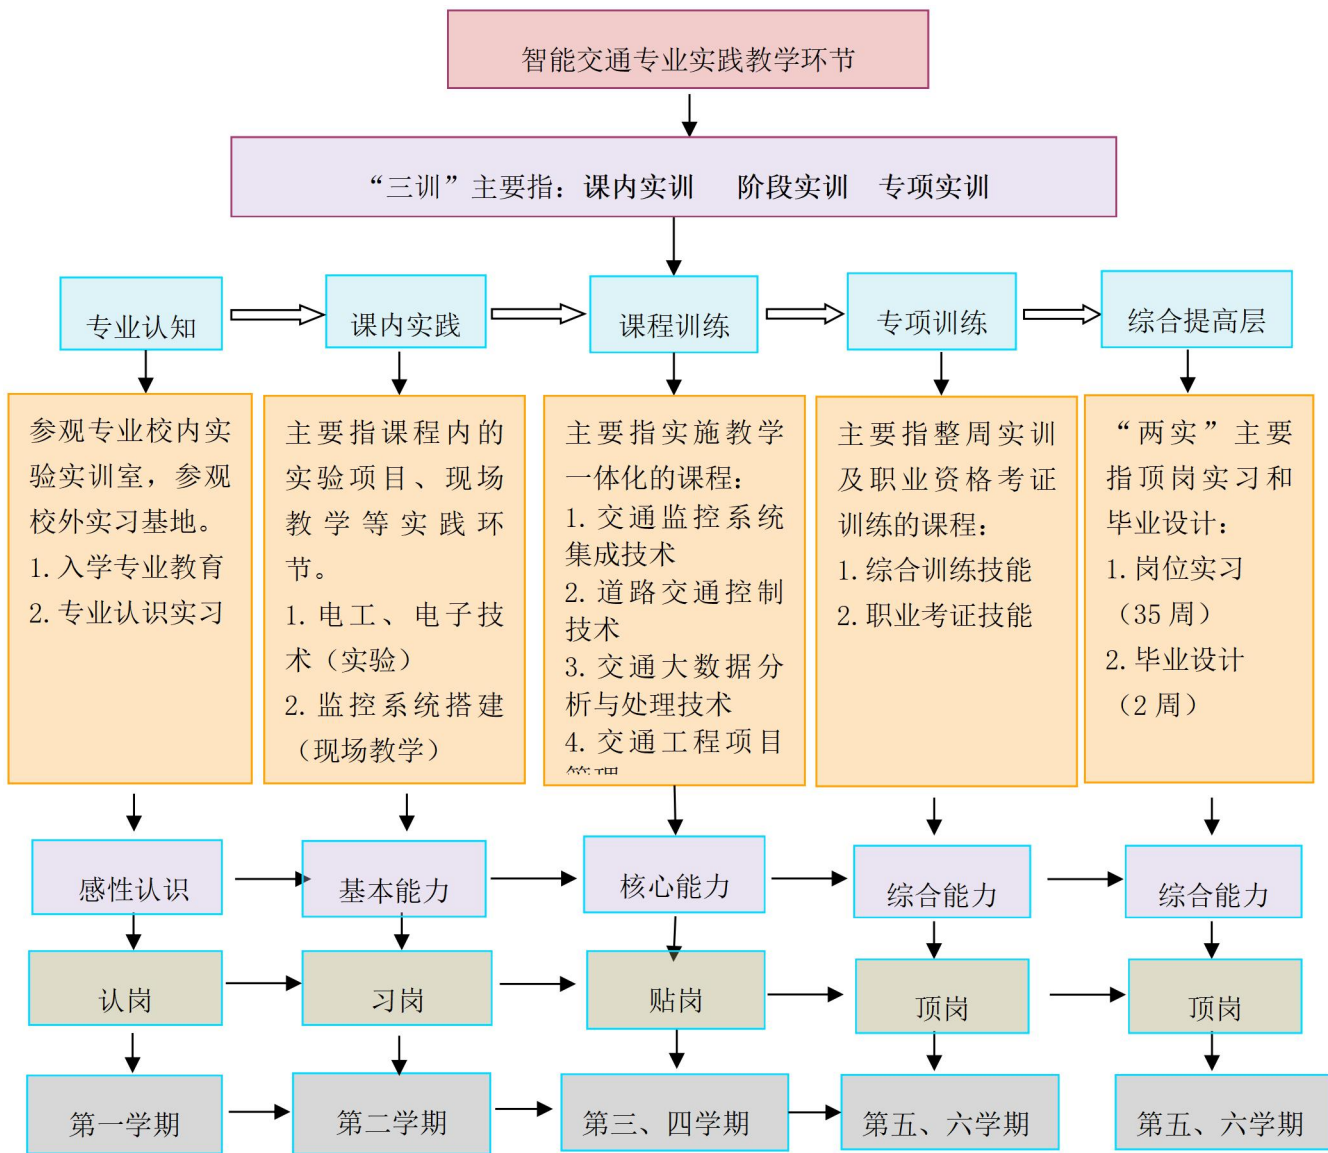 智能交通专业实践教学环节
“三训”主要指：课内实训 阶段实训 专项实训
专业认知
课内实践
课程训练
专项训练
综合提高层
参观专业校内实
验实训室，参观
校外实习基地。
1.入学专业教育
2.专业认识实习
主要指课程内的
实验项目、现场
教学等实践环
节。
1.电工、电子技
术（实验）
2.监控系统搭建
（现场教学）
主要指实施教学
一体化的课程：
1.交通监控系统
集成技术
2.道路交通控制
技术
3.交通大数据分
析与处理技术
4.交通工程项目
主要指整周实训
及职业资格考证
训练的课程：
1.综合训练技能
2.职业考证技能
“两实”主要
指顶岗实习和
毕业设计：
1.岗位实习
（35周）
2.毕业设计
（2周）
感性认识
基本能力
核心能力
综合能力
综合能力
认岗
习岗
贴岗
顶岗
顶岗
第一学期
第二学期
第三、四学期
第五、六学期
第五、六学期